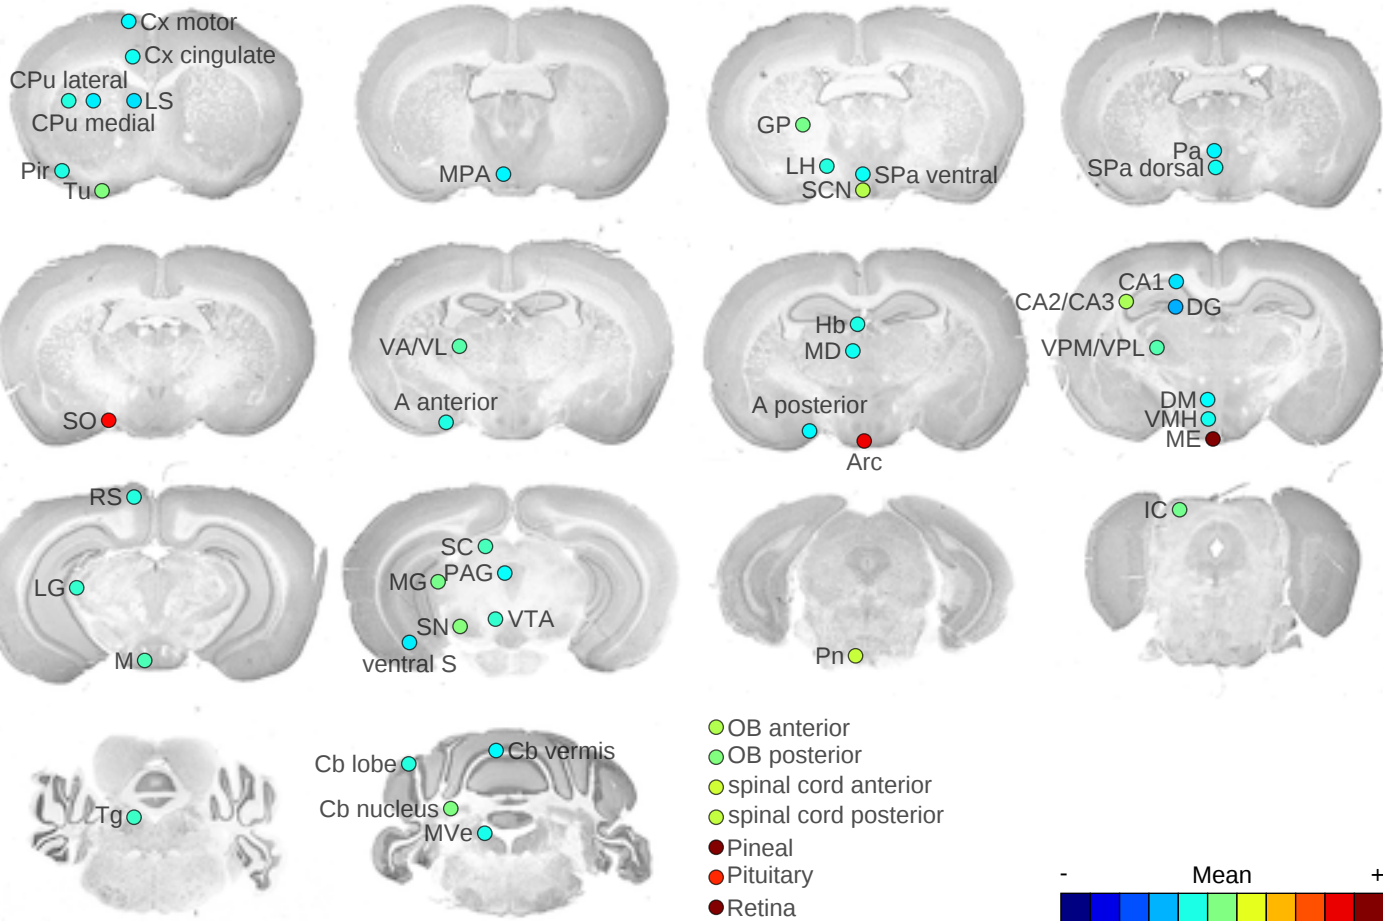 Cx motor
Cx cingulate
CPu lateral
LS
CPu medial
Pir
Tu
MPA
GP
LH
SPa ventral
SCN
Pa
SPa dorsal
SO
VA/VL
A anterior
Hb
MD
A posterior
Arc
CA1
CA2/CA3
DG
VPM/VPL
DM
VMH
ME
RS
LG
M
SC
MG
PAG
SN
VTA
ventral S
Pn
IC
Tg
Cb lobe
Cb vermis
Cb nucleus
MVe
OB anterior
OB posterior
spinal cord anterior
spinal cord posterior
Pineal
Pituitary
Retina
- Mean +